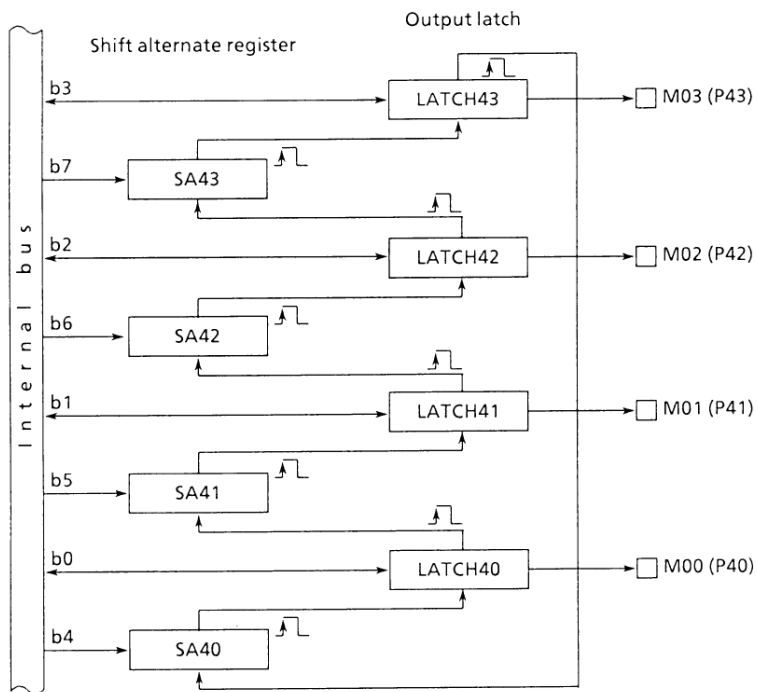 Output latch
Shift alternate register
b3
LATCH43
M03 (P43)
b7
SA43
b2
LATCH42
M02 (P42)
b6
SA42
b1
LATCH41
M01 (P41)
b5
SA41
b0
LATCH40
M00 (P40)
b4
SA40
Internal bus